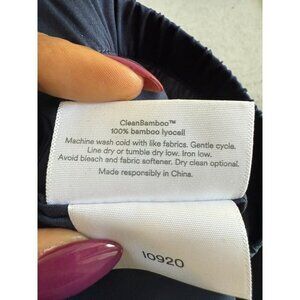 CleanBamboo™
100% bamboo lyocell
Machine wash cold with like fabrics. Gentle cycle.
Line dry or tumble dry low. Iron low.
Avoid bleach and fabric softener. Dry clean optional.
Made responsibly in China.
10920